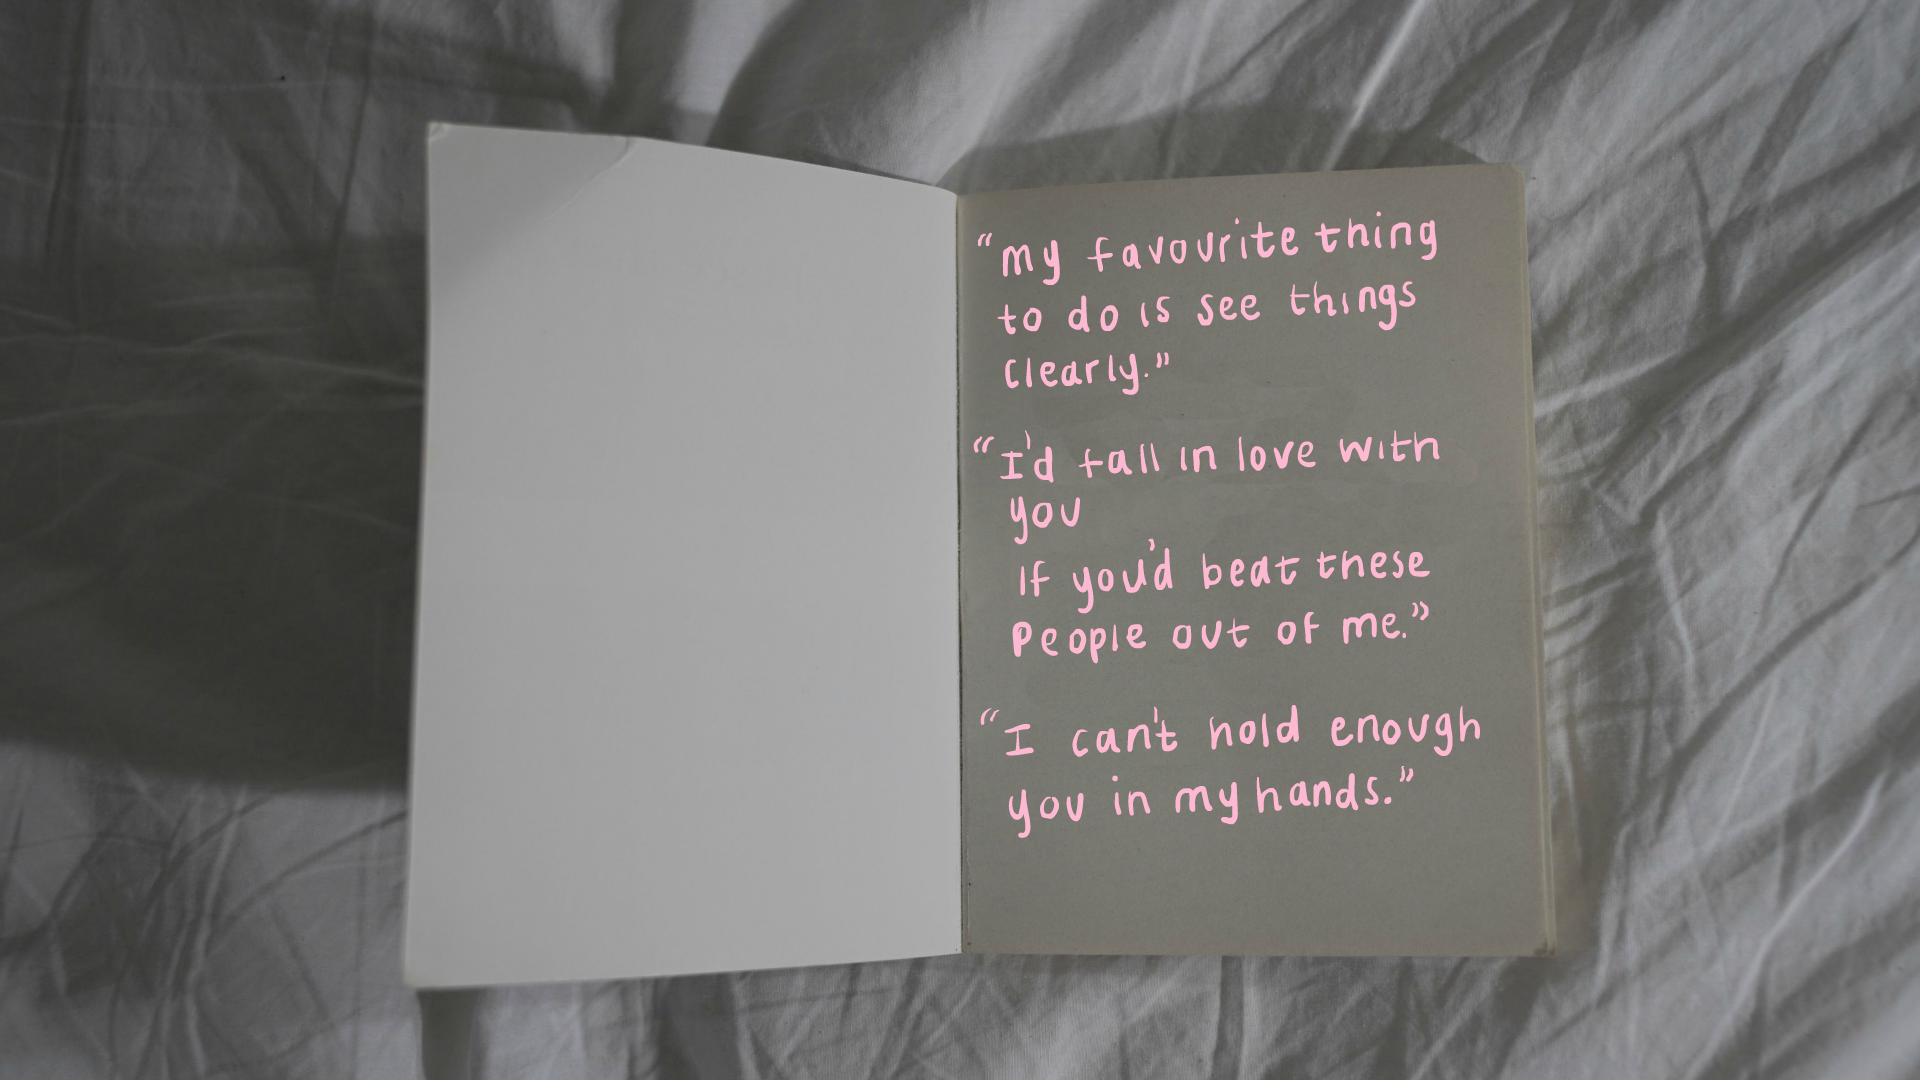 “my favourite thing
to do is see things
clearly.”
“I'd fall in love with
you
If you'd beat these
People out of me.”
“I can't hold enough
you in my hands.”